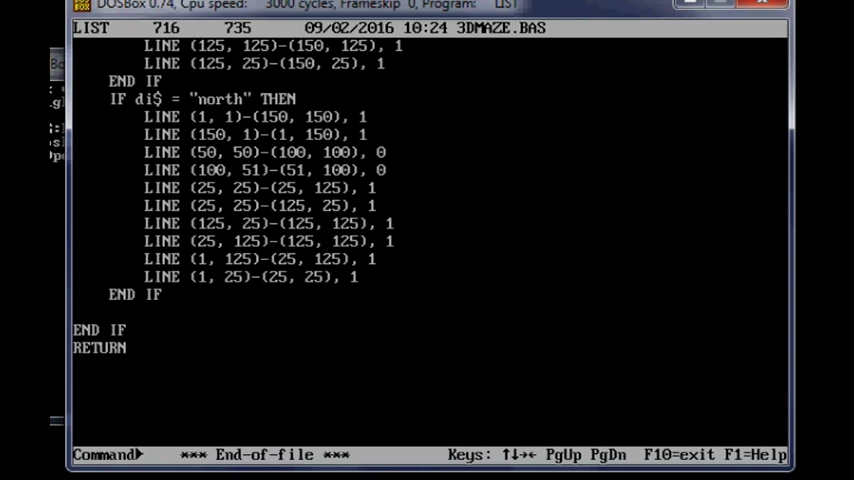 DOSBox 0.74, Cpu speed:    3000 cycles, Frameskip  0, Program:    LIST
LIST     716     735     09/02/2016 10:24 3DMAZE.BAS
LINE (125, 125)-(150, 125), 1
LINE (125, 25)-(150, 25), 1
END IF
IF di$ = "north" THEN
LINE (1, 1)-(150, 150), 1
LINE (150, 1)-(1, 150), 1
LINE (50, 50)-(100, 100), 0
LINE (100, 51)-(51, 100), 0
LINE (25, 25)-(25, 125), 1
LINE (25, 25)-(125, 25), 1
LINE (125, 25)-(125, 125), 1
LINE (25, 125)-(125, 125), 1
LINE (1, 125)-(25, 125), 1
LINE (1, 25)-(25, 25), 1
END IF
END IF
RETURN
Command►    *** End-of-file ***    Keys: ↑↓→← PgUp PgDn  F10=exit F1=Help